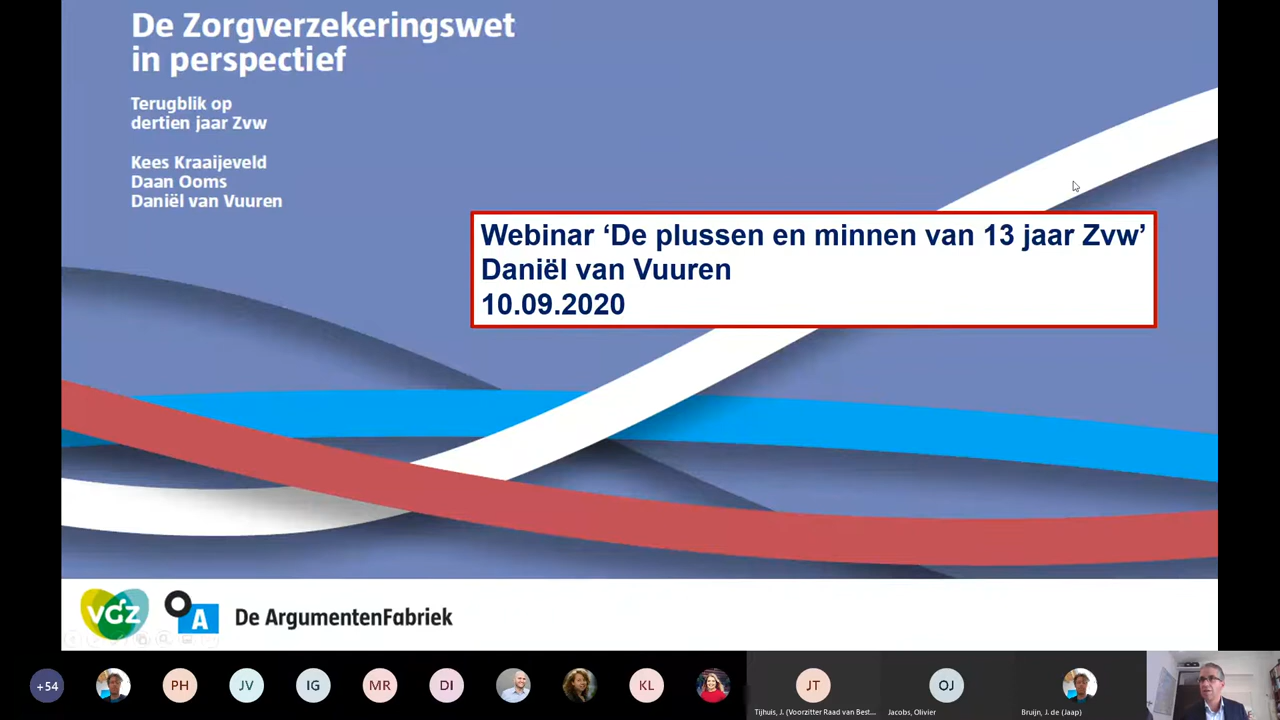 De Zorgverzekeringswet
in perspectief
Terugblik op
dertien jaar Zvw
Kees Kraaijeveld
Daan Ooms
Daniël van Vuuren
Webinar ‘De plussen en minnen van 13 jaar Zvw’
Daniël van Vuuren
10.09.2020
vgz
A
De ArgumentenFabriek
+54
PH
JV
IG
MR
DI
KL
JT
OJ
Tijhuis, J. (Voorzitter Raad van Best...
Jacobs, Olivier
Bruijn, J. de (Jaap)